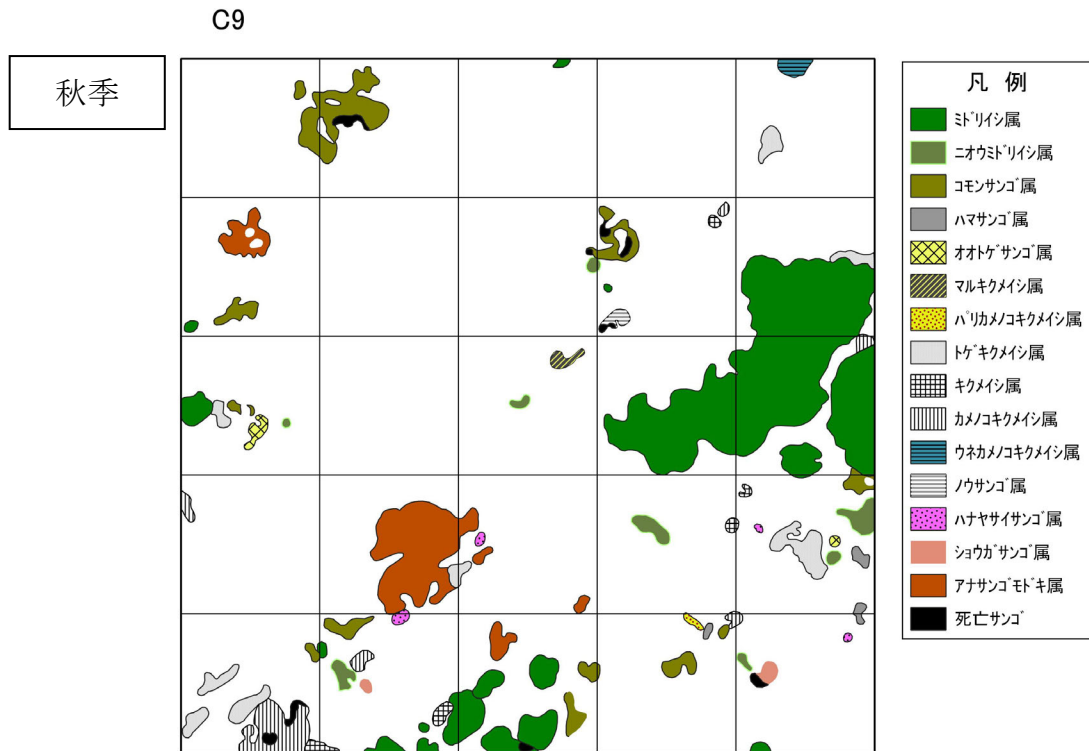 C9
秋季
凡 例
ミドリイシ属
ニオウミドリイシ属
コモンサンゴ属
ハマサンゴ属
オオトゲサンゴ属
マルキクメイシ属
パリカメノコキクメイシ属
トゲキクメイシ属
キクメイシ属
カメノコキクメイシ属
ウネカメノコキクメイシ属
ノウサンゴ属
ハナヤサイサンゴ属
ショウガサンゴ属
アナサンゴモドキ属
死亡サンゴ